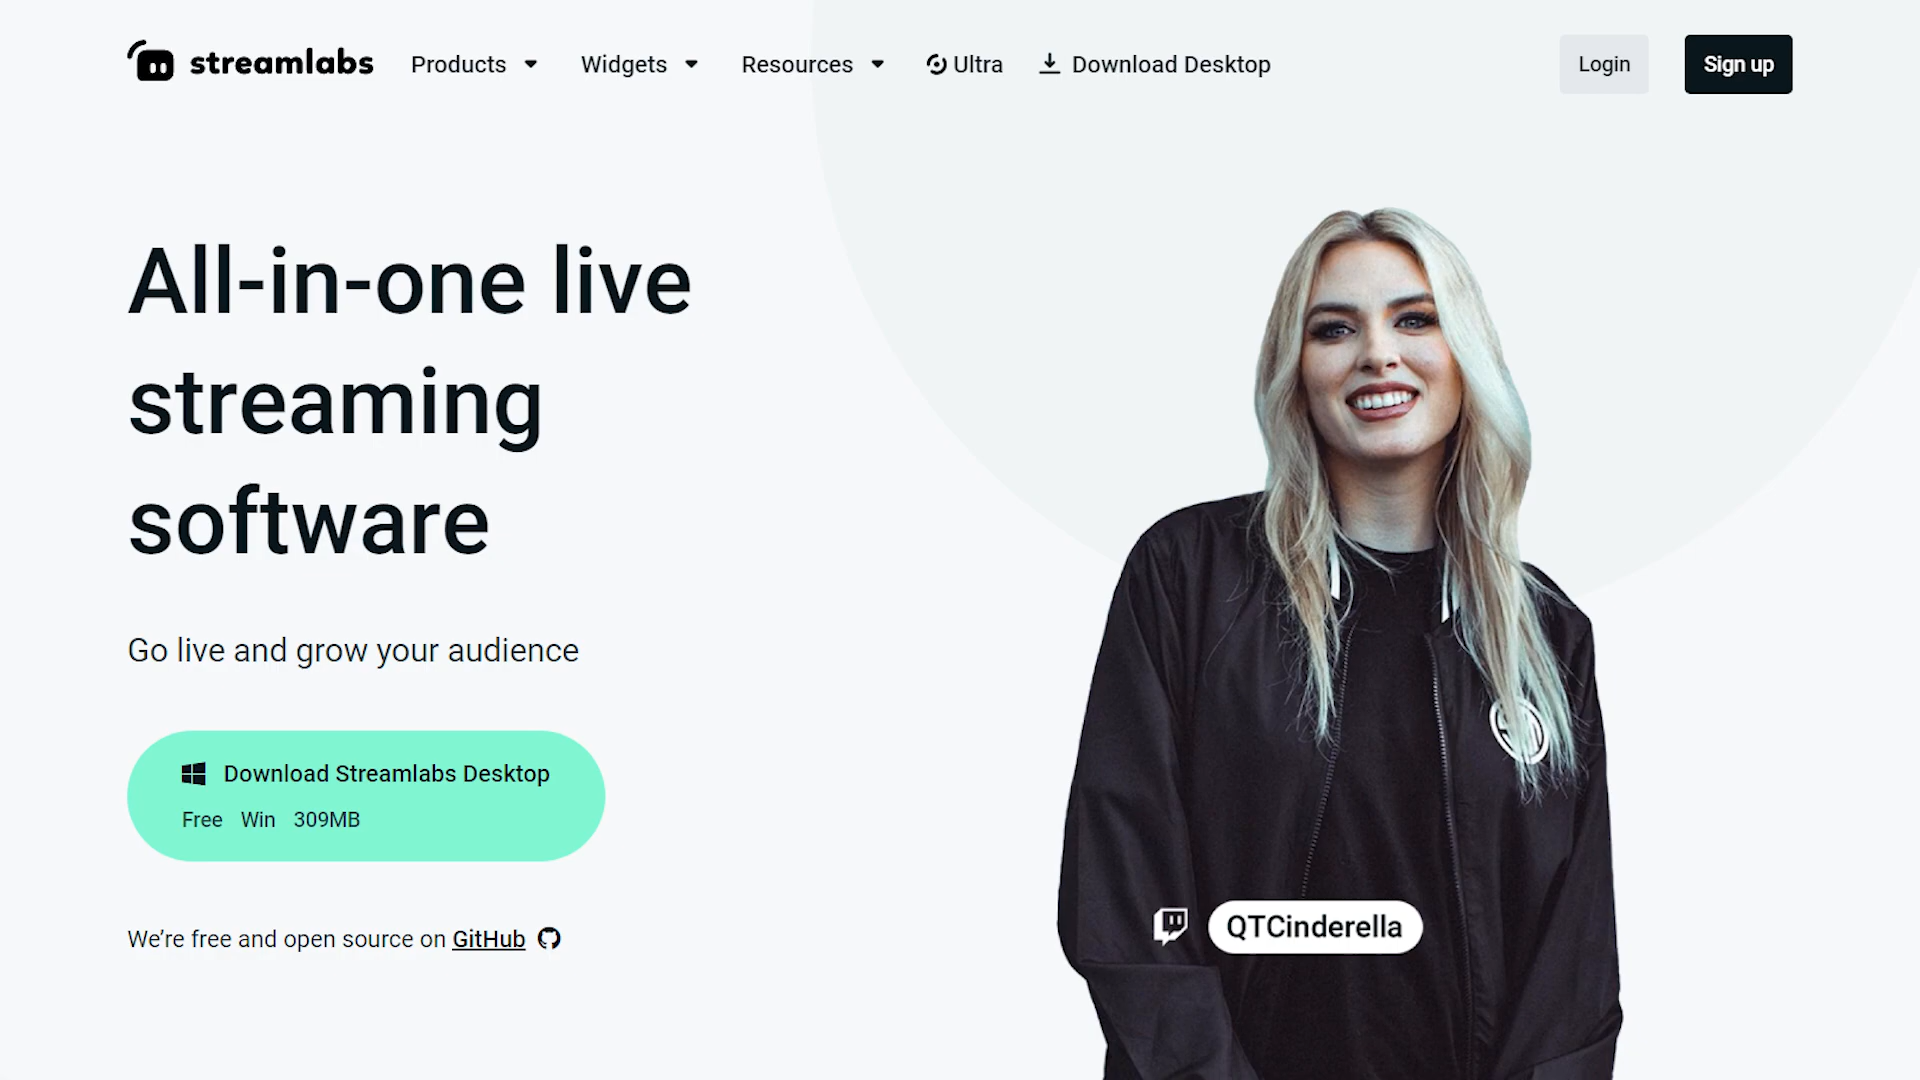 streamlabs Products Widgets Resources Ultra Download Desktop Login Sign up
All-in-one live
streaming
software
Go live and grow your audience
Download Streamlabs Desktop
Free Win 309MB
QTCinderella
We’re free and open source on GitHub